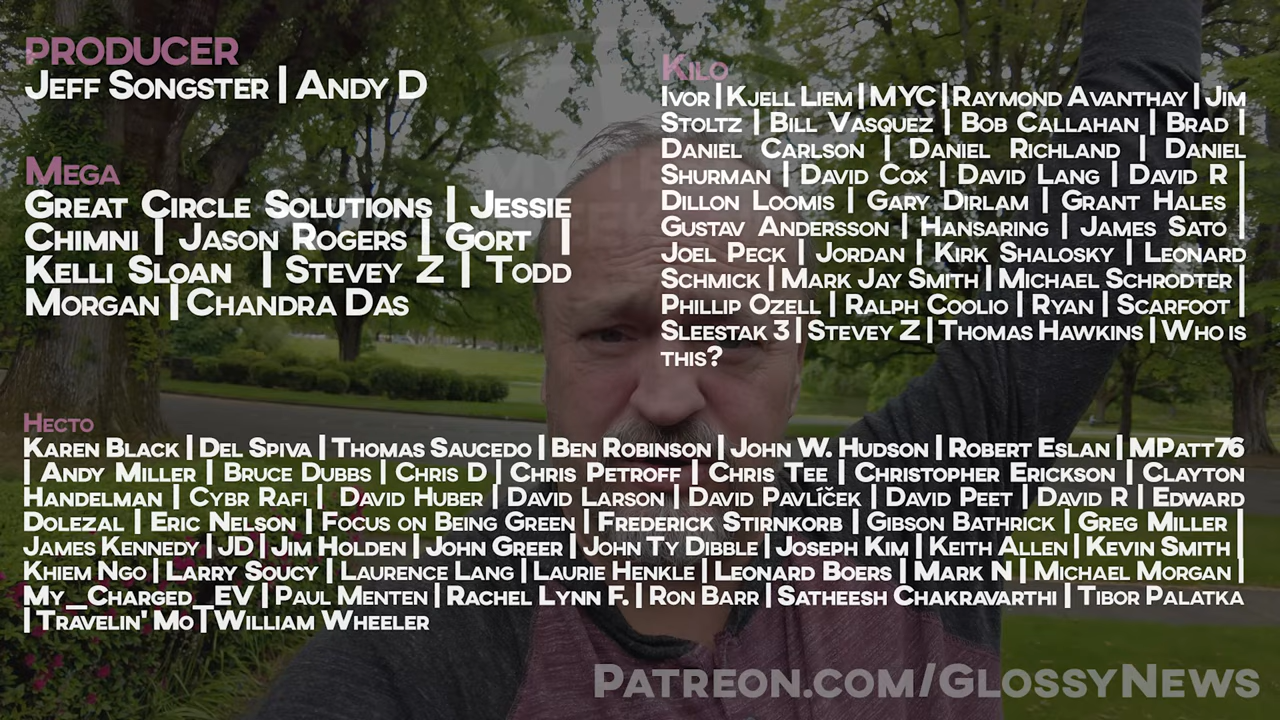 Producer
Jeff Songster | Andy D
Mega
Great Circle Solutions | Jessie
Chimni | Jason Rogers | Gort |
Kelli Sloan | Stevey Z | Todd
Morgan | Chandra Das
Kilo
Ivor | Kjell Liem | MYC | Raymond Avanthay | Jim
Stoltz | Bill Vasquez | Bob Callahan | Brad |
Daniel Carlson | Daniel Richland | Daniel
Shurman | David Cox | David Lang | David R |
Dillon Loomis | Gary Dirlam | Grant Hales |
Gustav Andersson | Hansaring | James Sato |
Joel Peck | Jordan | Kirk Shalosky | Leonard
Schmick | Mark Jay Smith | Michael Schrodter |
Phillip Ozell | Ralph Coolio | Ryan | Scarfoot |
Sleestak 3 | Stevey Z | Thomas Hawkins | Who is
this?
Hecto
Karen Black | Del Spiva | Thomas Saucedo | Ben Robinson | John W. Hudson | Robert Eslan | MPatt76
| Andy Miller | Bruce Dubbs | Chris D | Chris Petroff | Chris Tee | Christopher Erickson | Clayton
Handelman | Cybr Rafi | David Huber | David Larson | David Pavlíček | David Peet | David R | Edward
Dolezal | Eric Nelson | Focus on Being Green | Frederick Stirnkorb | Gibson Bathrick | Greg Miller |
James Kennedy | JD | Jim Holden | John Greer | John Ty Dibble | Joseph Kim | Keith Allen | Kevin Smith |
Khiem Ngo | Larry Soucy | Laurence Lang | Laurie Henkle | Leonard Boers | Mark N | Michael Morgan |
My_Charged_EV | Paul Menten | Rachel Lynn F. | Ron Barr | Satheesh Chakravarthi | Tibor Palatka
| Travelin' Mo | William Wheeler
Patreon.com/GlossyNews